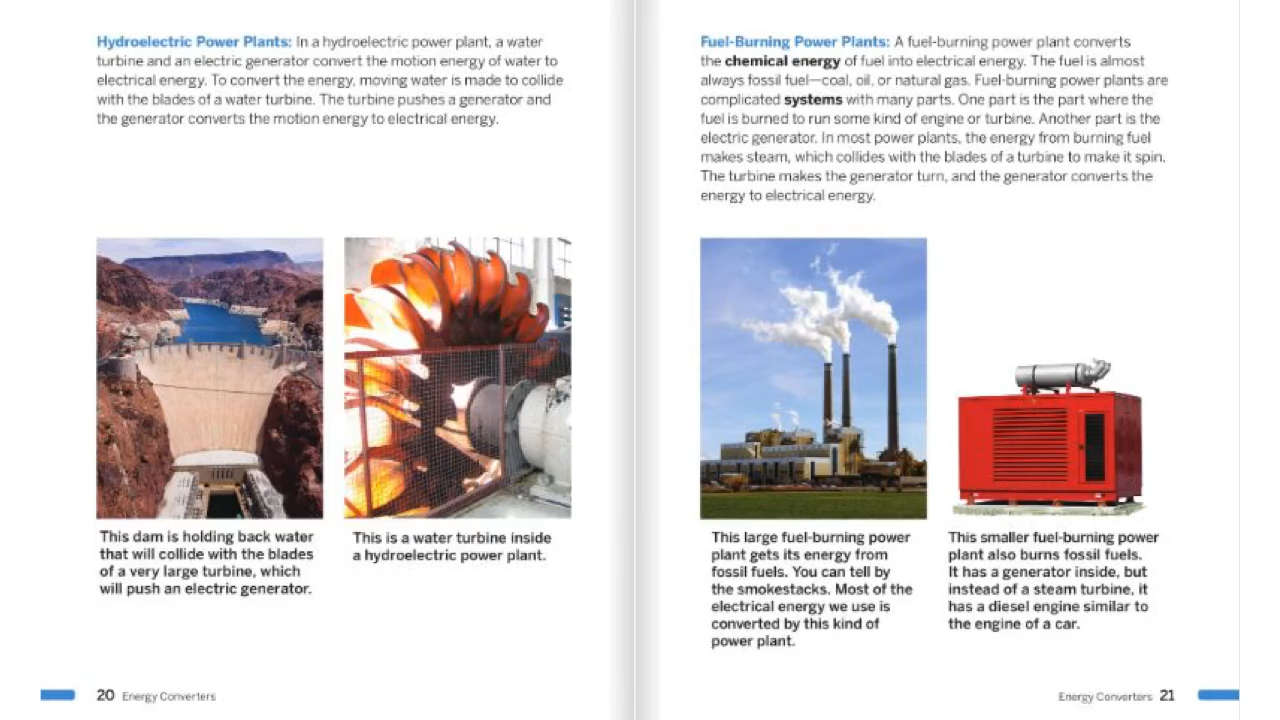 Hydroelectric Power Plants: In a hydroelectric power plant, a water
turbine and an electric generator convert the motion energy of water to
electrical energy. To convert the energy, moving water is made to collide
with the blades of a water turbine. The turbine pushes a generator and
the generator converts the motion energy to electrical energy.
This dam is holding back water
that will collide with the blades
of a very large turbine, which
will push an electric generator.
This is a water turbine inside
a hydroelectric power plant.
20 Energy Converters
Fuel-Burning Power Plants: A fuel-burning power plant converts
the chemical energy of fuel into electrical energy. The fuel is almost
always fossil fuel—coal, oil, or natural gas. Fuel-burning power plants are
complicated systems with many parts. One part is the part where the
fuel is burned to run some kind of engine or turbine. Another part is the
electric generator. In most power plants, the energy from burning fuel
makes steam, which collides with the blades of a turbine to make it spin.
The turbine makes the generator turn, and the generator converts the
energy to electrical energy.
This large fuel-burning power
plant gets its energy from
fossil fuels. You can tell by
the smokestacks. Most of the
electrical energy we use is
converted by this kind of
power plant.
This smaller fuel-burning power
plant also burns fossil fuels.
It has a generator inside, but
instead of a steam turbine, it
has a diesel engine similar to
the engine of a car.
Energy Converters 21